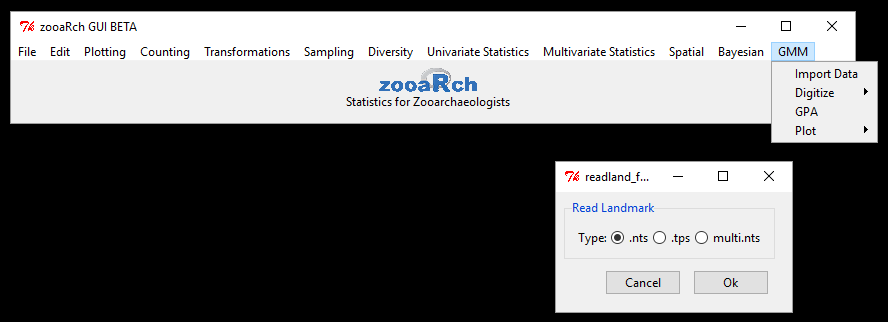 zooaRch GUI BETA
File Edit Plotting Counting Transformations Sampling Diversity Univariate Statistics Multivariate Statistics Spatial Bayesian GMM
zooaRch
Statistics for Zooarchaeologists
Import Data
Digitize
GPA
Plot
readland_f...
Read Landmark
Type: .nts .tps multi.nts
Cancel Ok